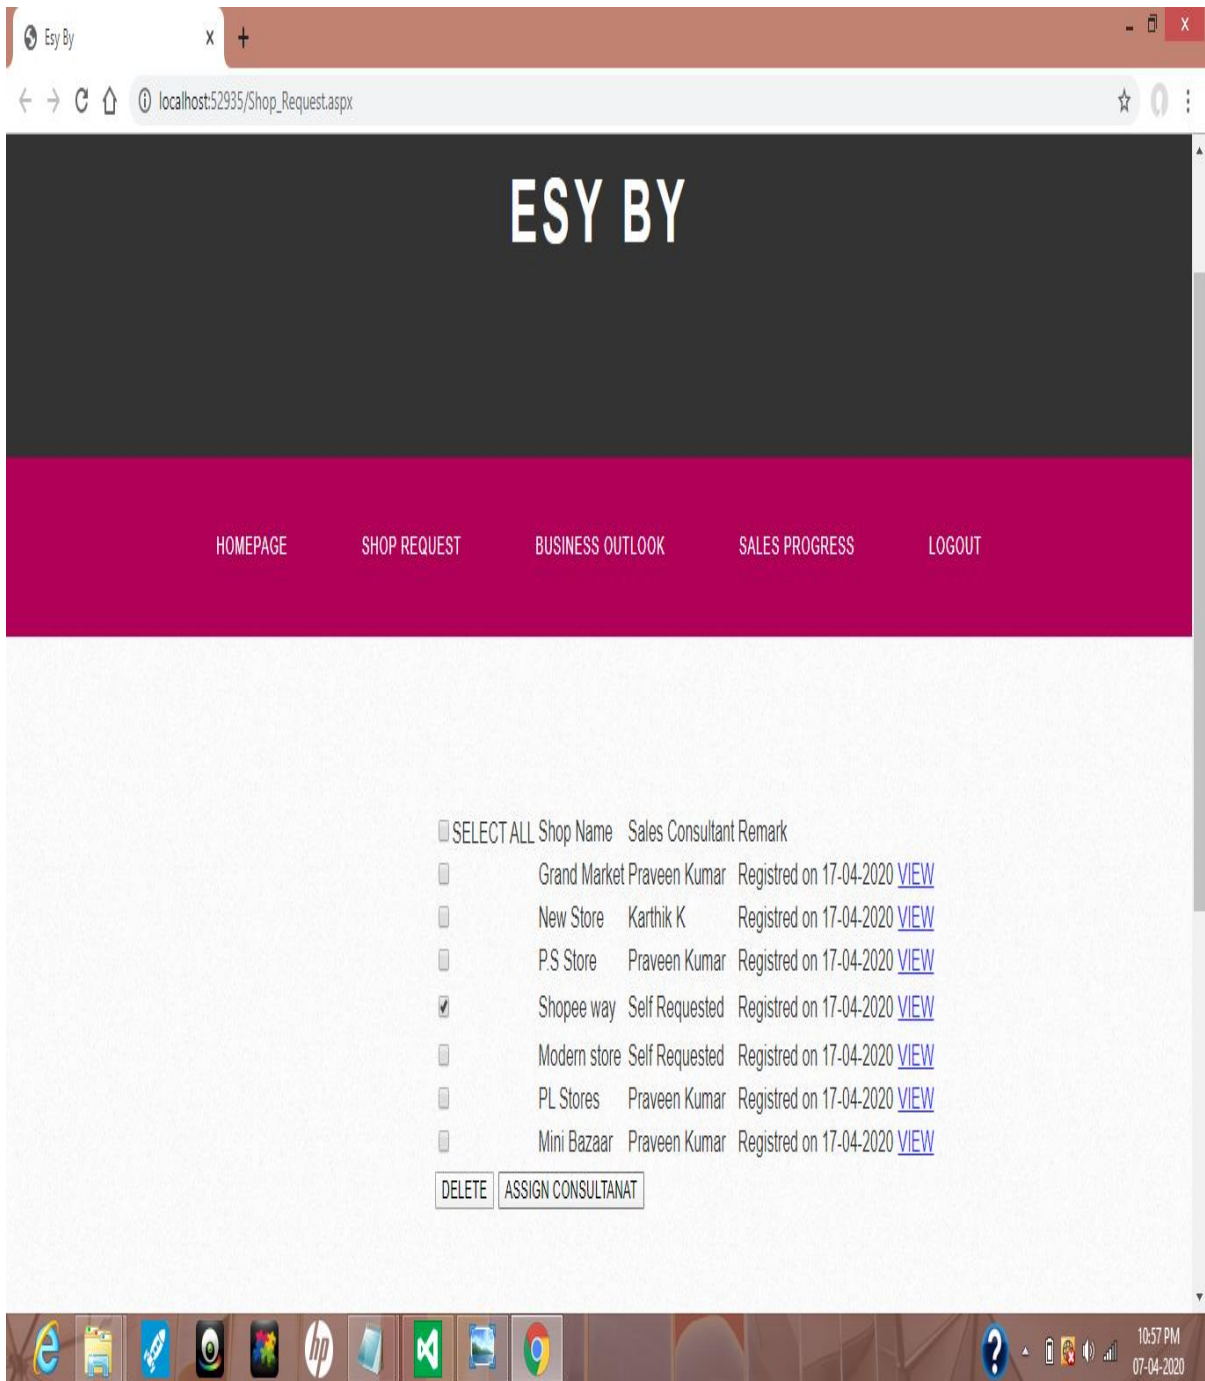 Esy By
localhost:52935/Shop_Request.aspx
ESY BY
HOMEPAGE SHOP REQUEST BUSINESS OUTLOOK SALES PROGRESS LOGOUT
SELECT ALL Shop Name Sales Consultant Remark
Grand Market Praveen Kumar Registred on 17-04-2020 VIEW
New Store Karthik K Registred on 17-04-2020 VIEW
P.S Store Praveen Kumar Registred on 17-04-2020 VIEW
Shopee way Self Requested Registred on 17-04-2020 VIEW
Modern store Self Requested Registred on 17-04-2020 VIEW
PL Stores Praveen Kumar Registred on 17-04-2020 VIEW
Mini Bazaar Praveen Kumar Registred on 17-04-2020 VIEW
DELETE ASSIGN CONSULTANAT
hp
10:57 PM
07-04-2020